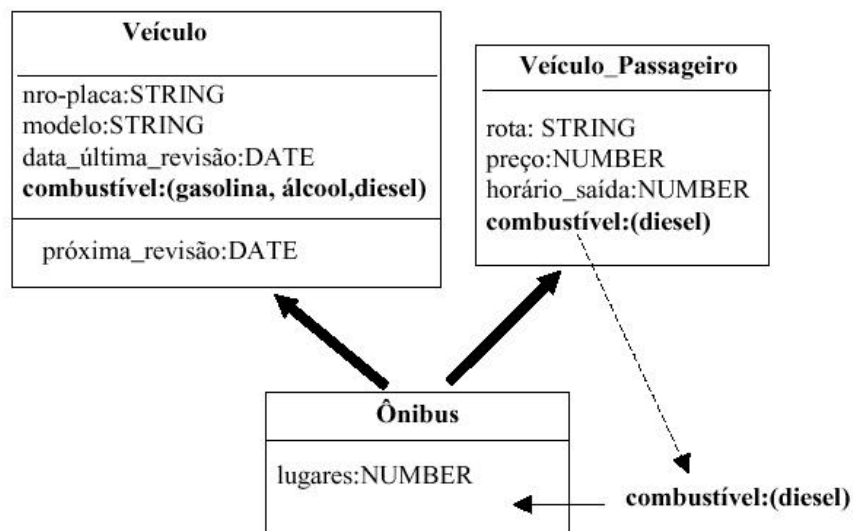 Veículo
nro-placa:STRING
modelo:STRING
data_última_revisão:DATE
combustível:(gasolina, álcool,diesel)
próxima_revisão:DATE
Veículo_Passageiro
rota: STRING
preço:NUMBER
horário_saída:NUMBER
combustível:(diesel)
Ônibus
lugares:NUMBER
combustível:(diesel)